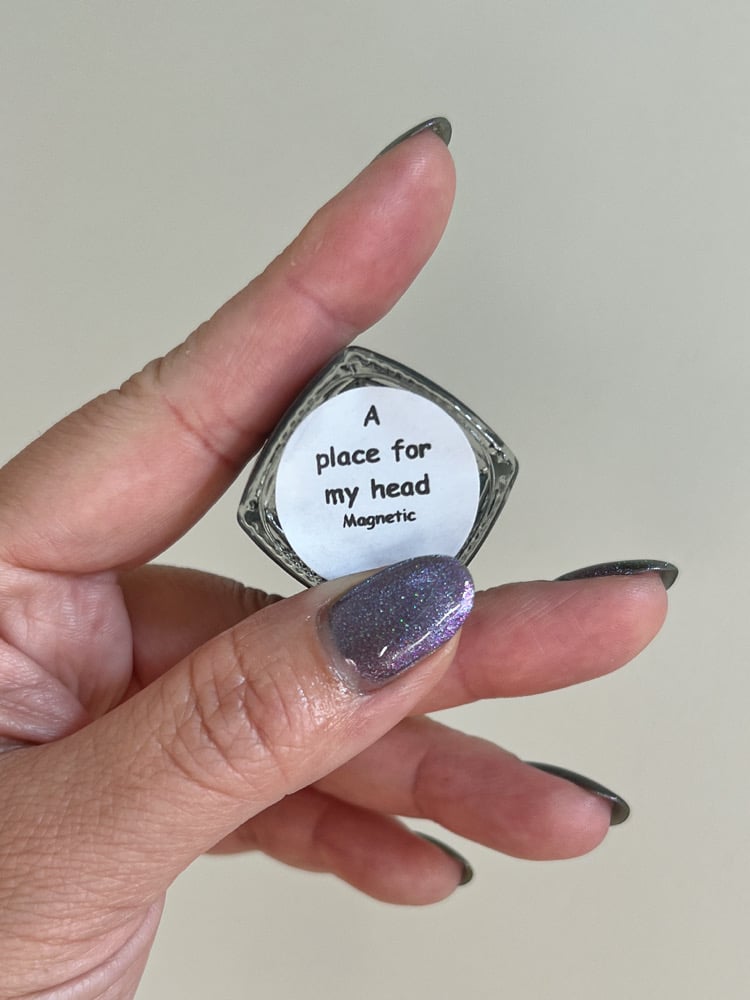 A
place for
my head
Magnetic